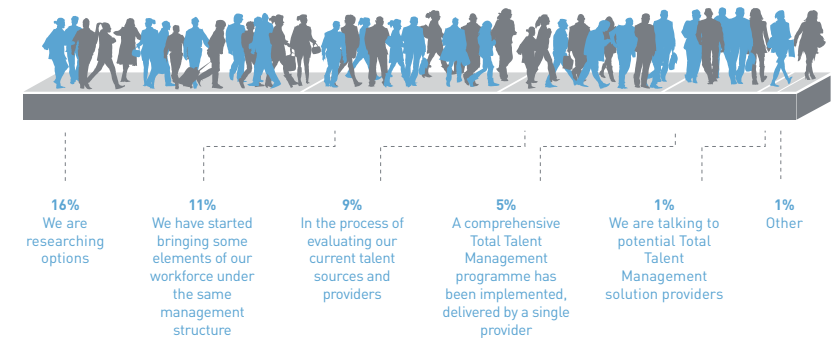 16%
We are
researching
options
11%
We have started
bringing some
elements of our
workforce under
the same
management
structure
9%
In the process of
evaluating our
current talent
sources and
providers
5%
A comprehensive
Total Talent
Management
programme has
been implemented,
delivered by a single
provider
1%
We are talking to
potential Total
Talent
Management
solution providers
1%
Other